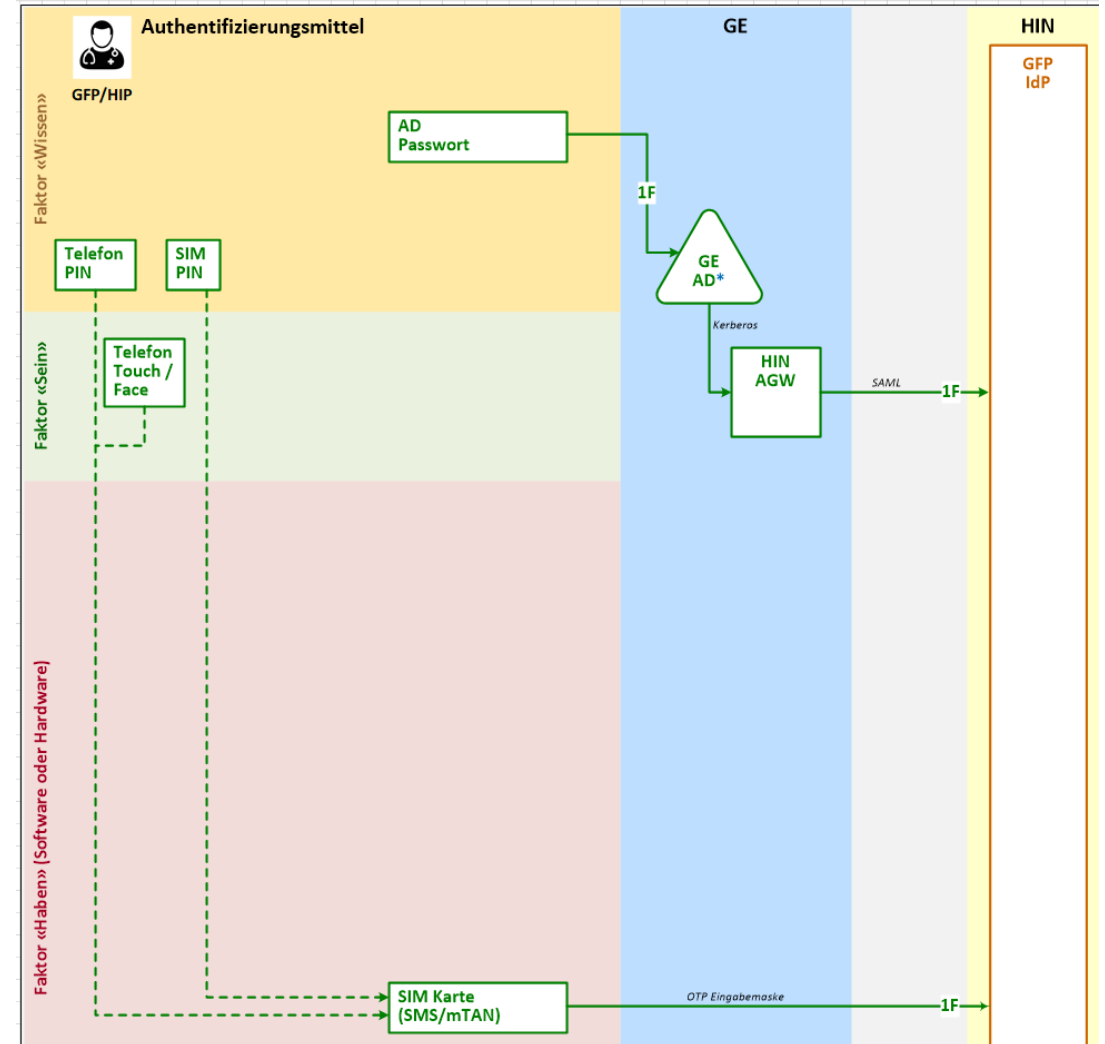 Authentifizierungsmittel
GE
HIN
GFP/HIP
GFP
IdP
Faktor «Wissen»
AD
Passwort
1F
Telefon
PIN
SIM
PIN
GE
AD*
Kerberos
Faktor «Sein»
Telefon
Touch /
Face
HIN
AGW
SAML
1F
Faktor «Haben» (Software oder Hardware)
SIM Karte
(SMS/mTAN)
OTP Eingabemaske
1F